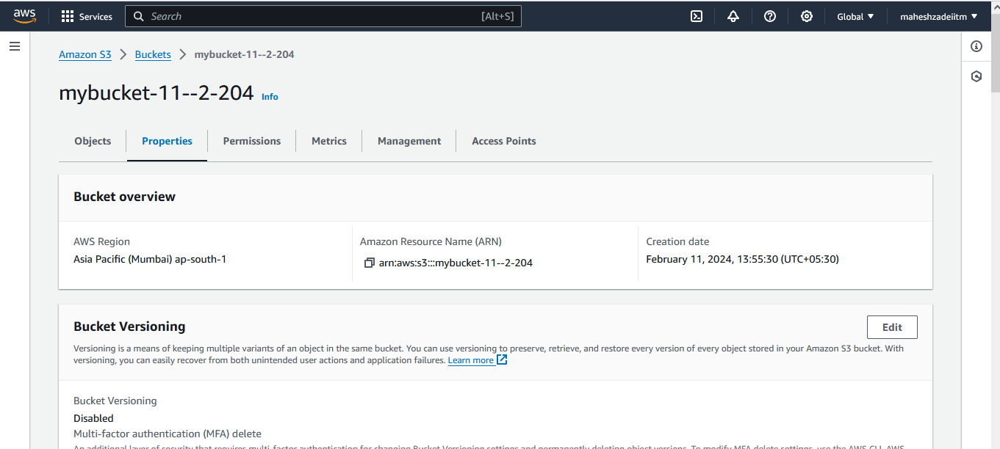 aws Services Search [Alt+S] Global maheshzadeiitm
Amazon S3 Buckets mybucket-11--2-204
mybucket-11--2-204 Info
Objects Properties Permissions Metrics Management Access Points
Bucket overview
AWS Region
Asia Pacific (Mumbai) ap-south-1
Amazon Resource Name (ARN)
arn:aws:s3:::mybucket-11--2-204
Creation date
February 11, 2024, 13:55:30 (UTC+05:30)
Bucket Versioning
Edit
Versioning is a means of keeping multiple variants of an object in the same bucket. You can use versioning to preserve, retrieve, and restore every version of every object stored in your Amazon S3 bucket. With
versioning, you can easily recover from both unintended user actions and application failures. Learn more
Bucket Versioning
Disabled
Multi-factor authentication (MFA) delete
An additional layer of security that requires multi-factor authentication for changing Bucket Versioning settings and permanently deleting object versions. To modify MFA delete settings, use the AWS CLI, AWS